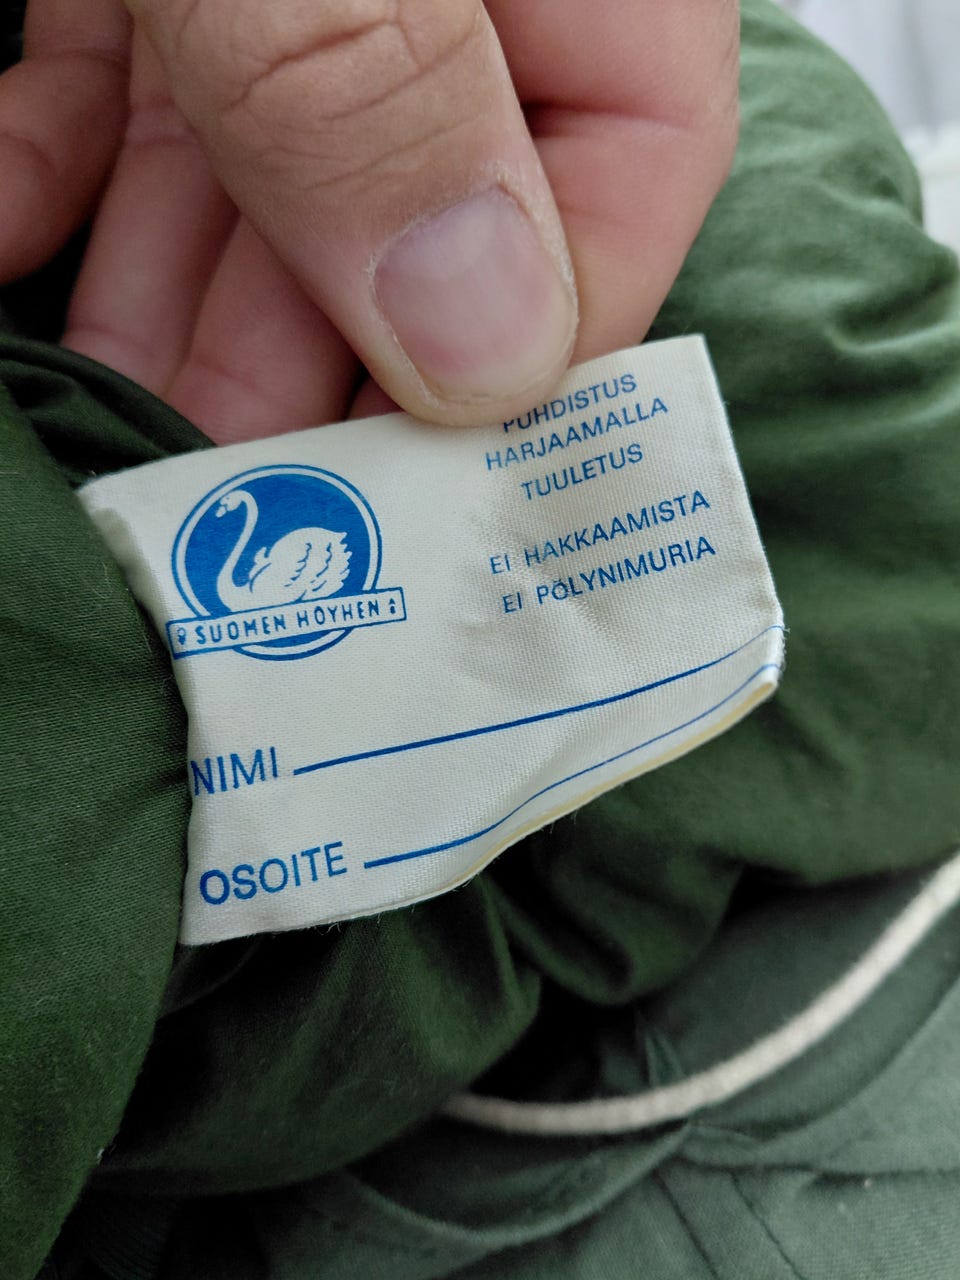 PUHDISTUS
HARJAAMALLA
TUULETUS
EI HAKKAAMISTA
EI PÖLYNIMURIA
SUOMEN HÖYHEN
NIMI
OSOITE